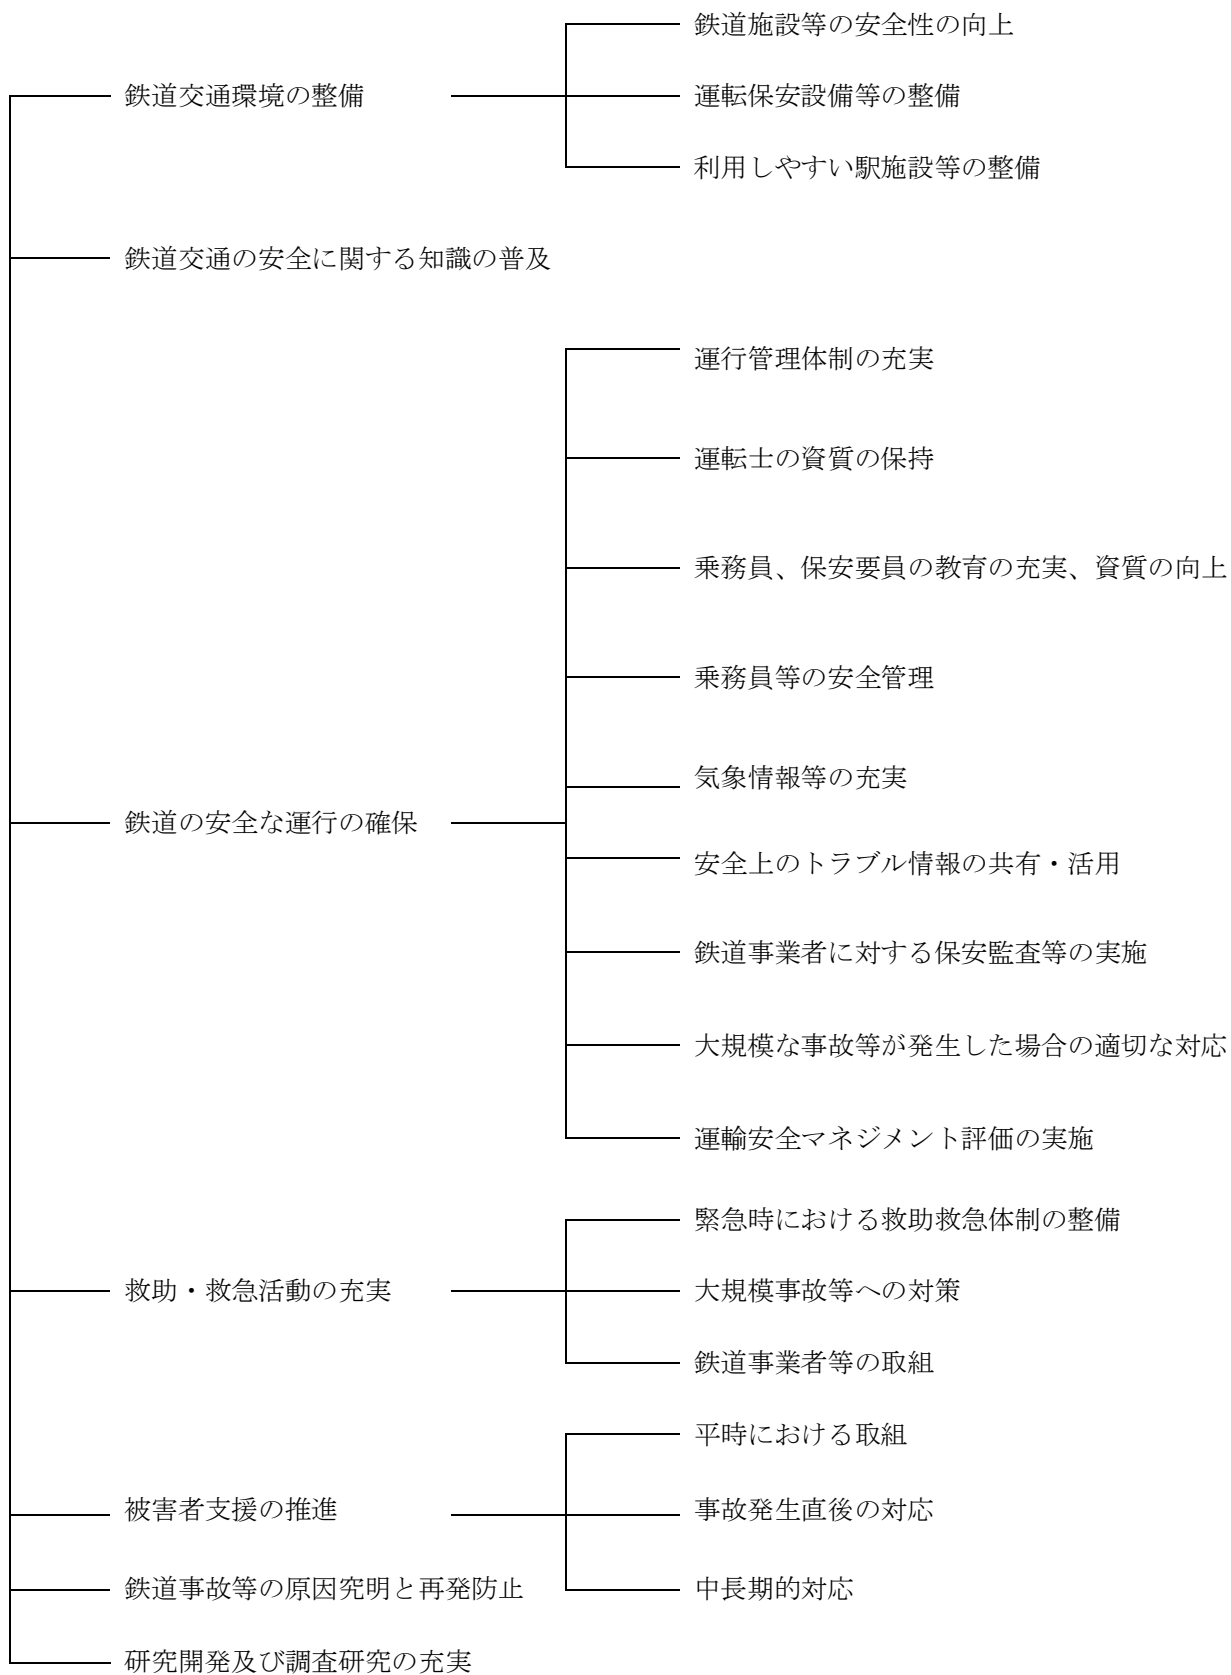 鉄道交通環境の整備
鉄道施設等の安全性の向上
運転保安設備等の整備
利用しやすい駅施設等の整備
鉄道交通の安全に関する知識の普及
鉄道の安全な運行の確保
運行管理体制の充実
運転士の資質の保持
乗務員、保安要員の教育の充実、資質の向上
乗務員等の安全管理
気象情報等の充実
安全上のトラブル情報の共有・活用
鉄道事業者に対する保安監査等の実施
大規模な事故等が発生した場合の適切な対応
運輸安全マネジメント評価の実施
救助・救急活動の充実
緊急時における救助救急体制の整備
大規模事故等への対策
鉄道事業者等の取組
被害者支援の推進
平時における取組
事故発生直後の対応
中長期的対応
鉄道事故等の原因究明と再発防止
研究開発及び調査研究の充実